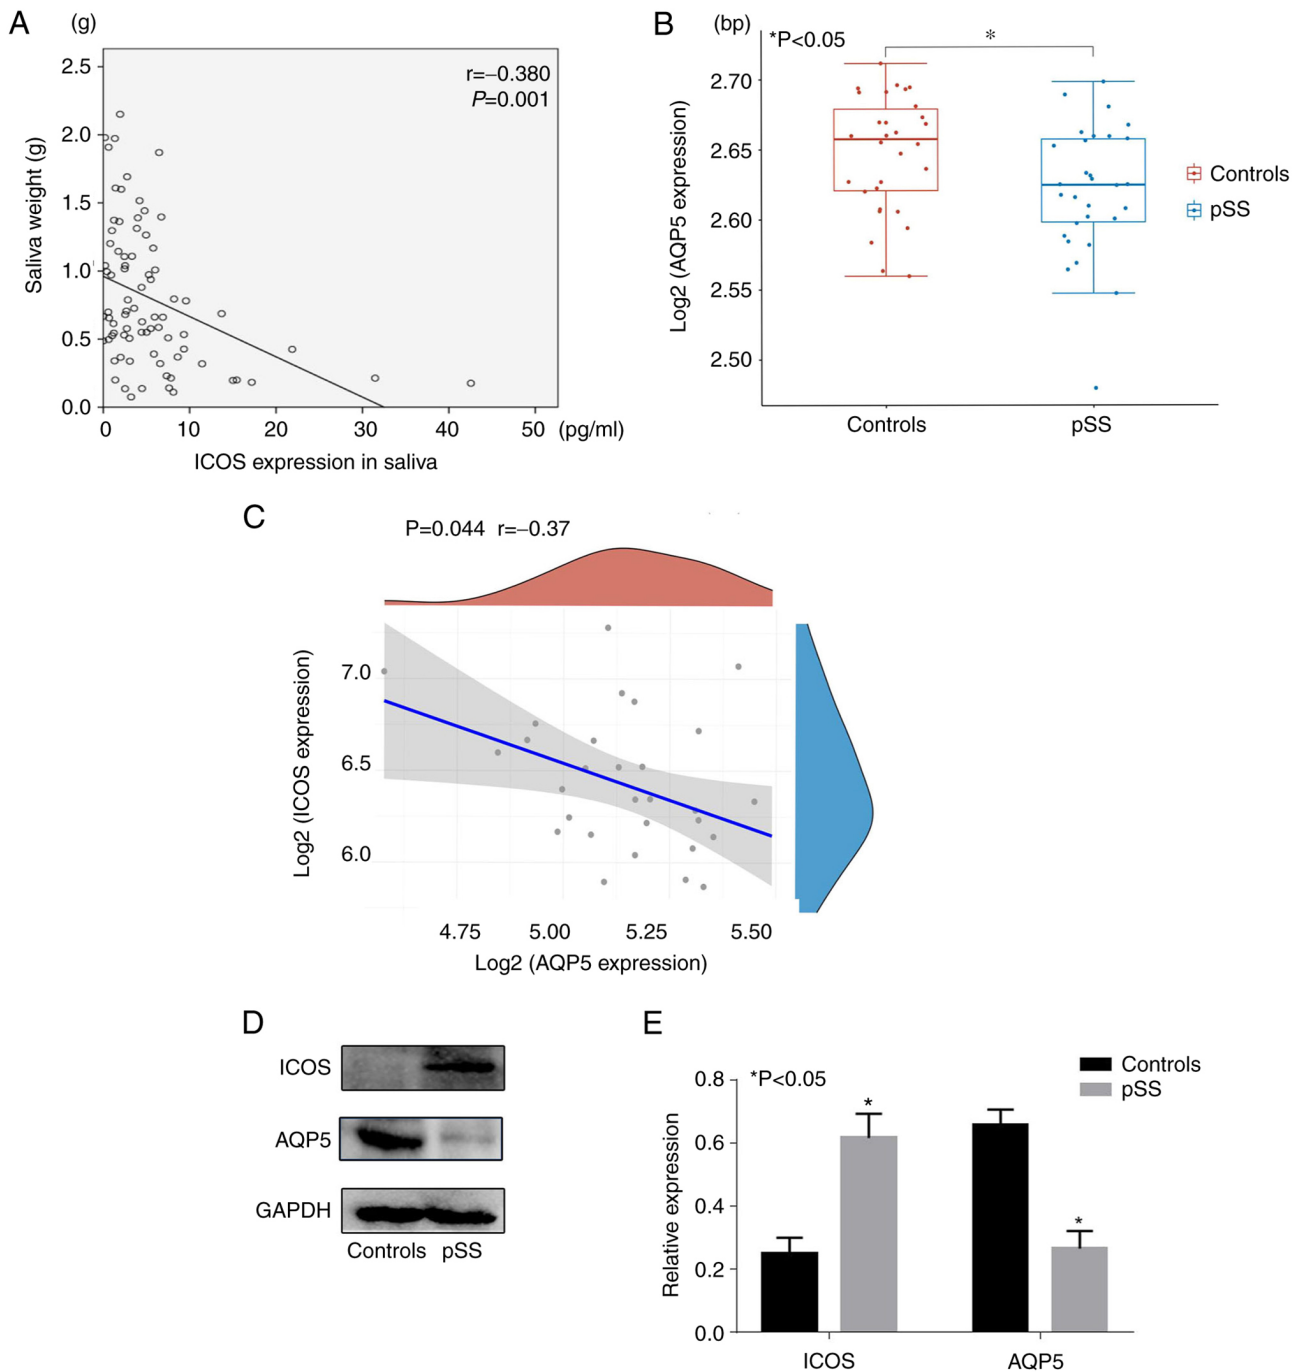 A (g)
r=−0.380
P=0.001
2.5
2.0
1.5
1.0
0.5
0.0
Saliva weight (g)
0 10 20 30 40 50 (pg/ml)
ICOS expression in saliva
B (bp)
*P<0.05
*
2.70
2.65
2.60
2.55
2.50
Log2 (AQP5 expression)
Controls pSS
Controls
pSS
C
P=0.044 r=−0.37
7.0
6.5
6.0
Log2 (ICOS expression)
4.75 5.00 5.25 5.50
Log2 (AQP5 expression)
D
ICOS
AQP5
GAPDH
Controls pSS
E
*P<0.05
Controls
pSS
0.8
0.6
0.4
0.2
0.0
Relative expression
*
*
ICOS AQP5